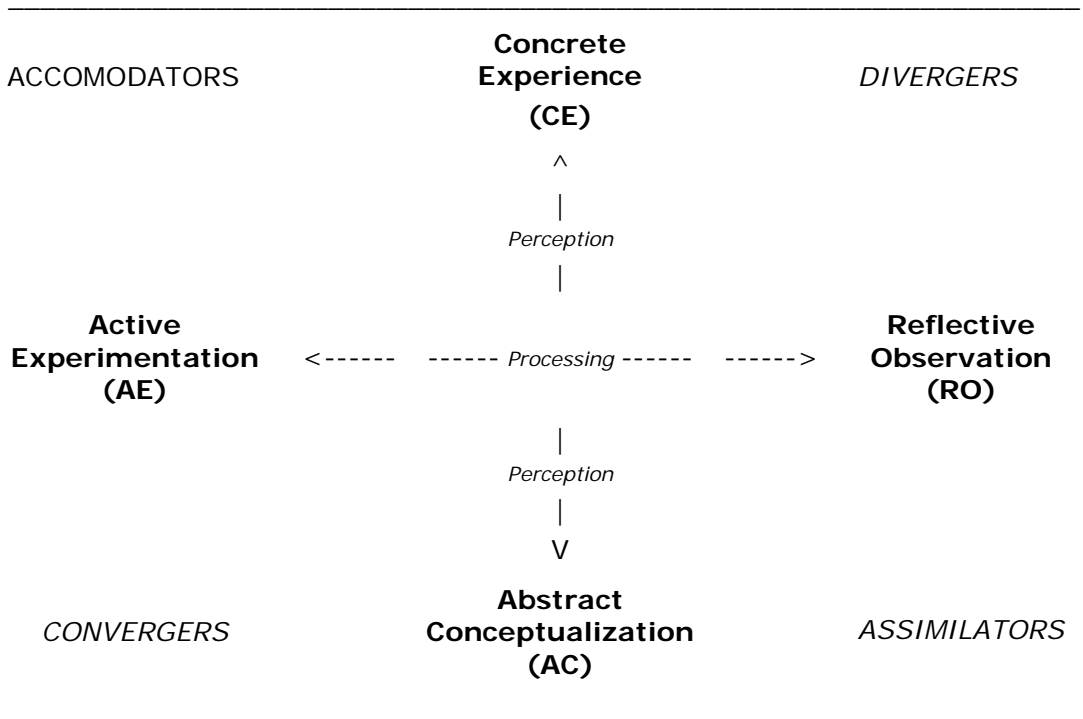 Concrete
ACCOMODATORS Experience DIVERGERS
(CE)
^
|
Perception
|
Active Reflective
Experimentation <------ ------ Processing ------ ------> Observation
(AE) (RO)
|
Perception
|
V
Abstract
CONVERGERS Conceptualization ASSIMILATORS
(AC)